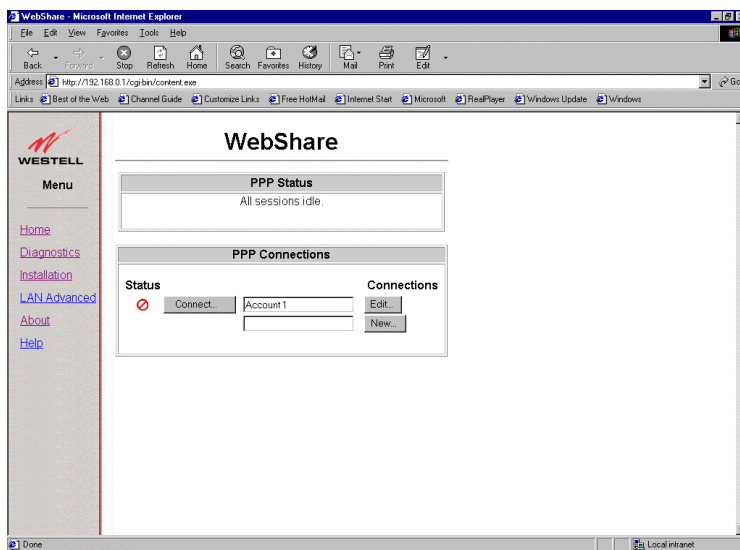 WebShare - Microsoft Internet Explorer
File Edit View Favorites Tools Help
Back Forward Stop Refresh Home Search Favorites History Mail Print Edit
Address http://192.168.0.1/cgi-bin/content.exe Go
Links Best of the Web Channel Guide Customize Links Free HotMail Internet Start Microsoft RealPlayer Windows Update Windows
WESTELL
Menu
Home
Diagnostics
Installation
LAN Advanced
About
Help
WebShare
PPP Status
All sessions idle.
PPP Connections
Status Connections
Connect... Account1 Edit...
New...
Done Local intranet